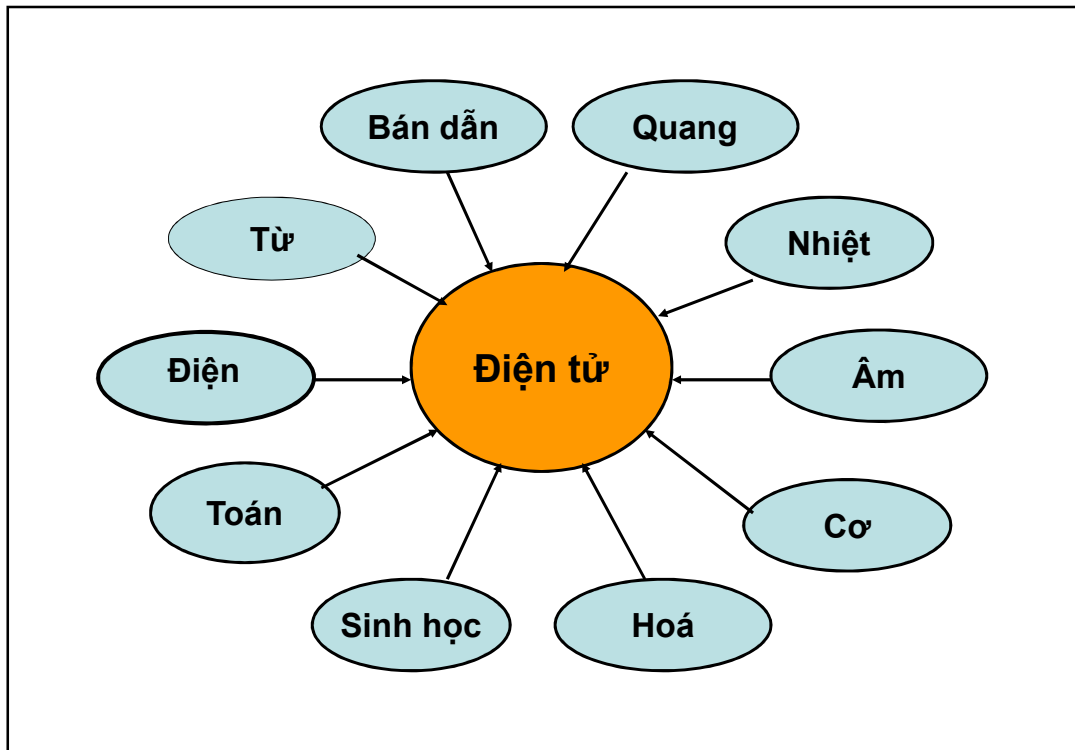 Bán dẫn
Quang
Từ
Nhiệt
Điện
Điện tử
Âm
Toán
Cơ
Sinh học
Hoá